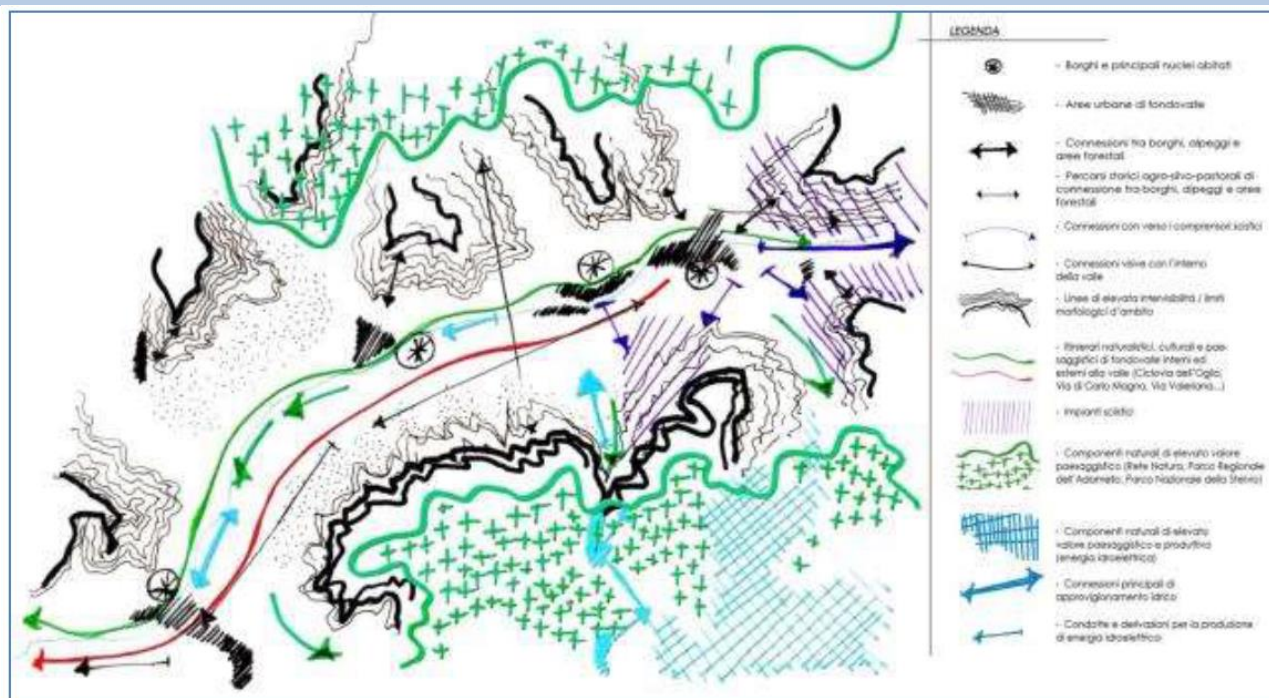 LEGENDA
- Borghi e principali nuclei abitati
- Aree urbane di fondovalle
- Connessioni tra borghi, alpeggi e
aree forestali
- Percorsi storici agro-silvo-pastorali di
connessione tra borghi, alpeggi e aree
forestali
- Connessioni con verso i comprensori sciistici
- Connessioni visive con l'interno
della valle
- Linee di elevata intervisibilità / limiti
morfologici d'ambito
- Itinerari naturalistici, culturali e pae-
saggistici di fondovalle interni ed
esterni alla valle (Ciclovia dell'Oglio,
Via di Carlo Magno, Via Valeriana...)
- Impianti sciistici
- Componenti naturali di elevato valore
paesaggistico (Rete Natura, Parco Regionale
dell'Adamello, Parco Nazionale dello Stelvio)
- Componenti naturali di elevato
valore paesaggistico e produttivo
(energia idroelettrica)
- Connessioni principali di
approvvigionamento idrico
- Condotte e derivazioni per la produzione
di energia idroelettrica